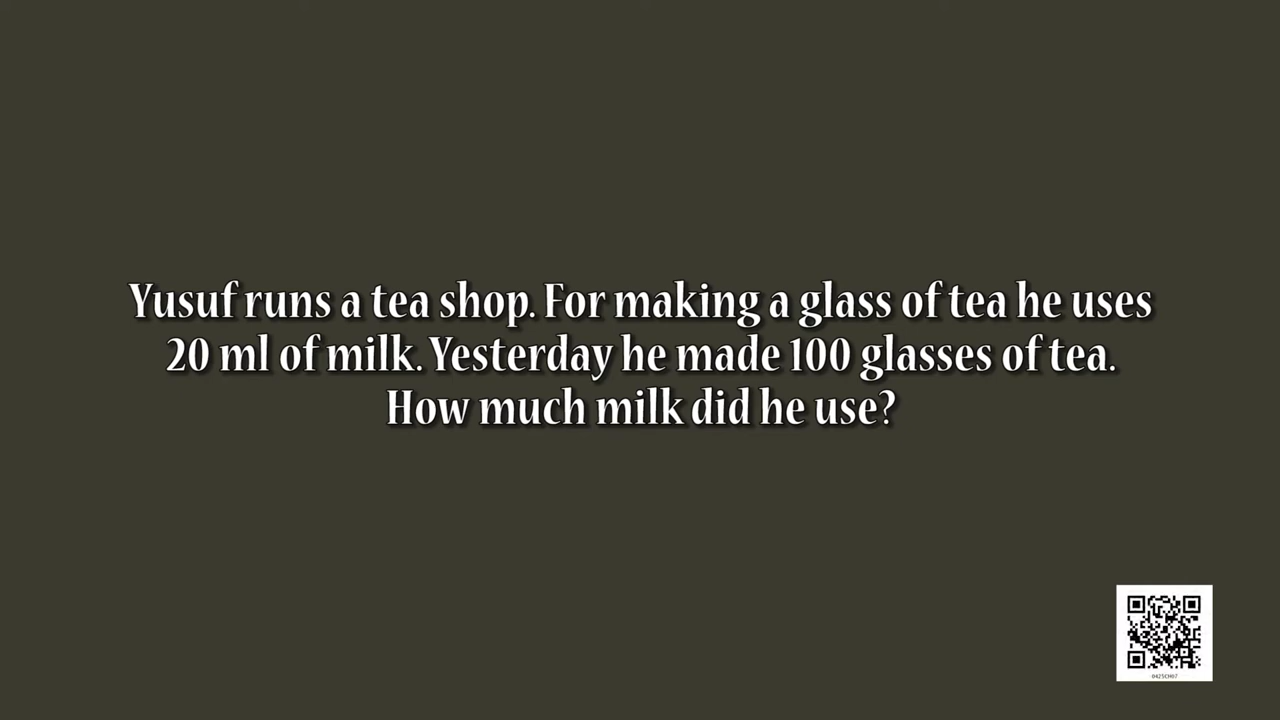 Yusuf runs a tea shop. For making a glass of tea he uses
20 ml of milk. Yesterday he made 100 glasses of tea.
How much milk did he use?
0425CH07